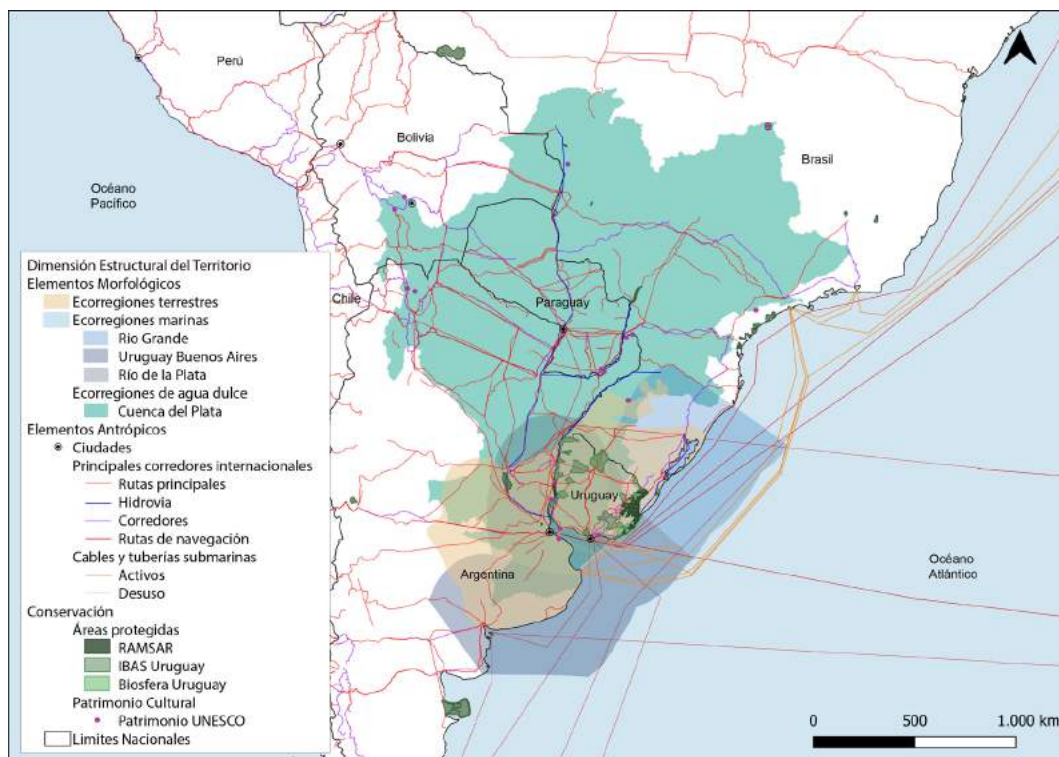 Perú
Bolivia
Brasil
Océano
Pacífico
Chile
Paraguay
Uruguay
Argentina
Océano
Atlántico
Dimensión Estructural del Territorio
Elementos Morfológicos
Ecorregiones terrestres
Ecorregiones marinas
Rio Grande
Uruguay Buenos Aires
Río de la Plata
Ecorregiones de agua dulce
Cuenca del Plata
Elementos Antrópicos
Ciudades
Principales corredores internacionales
Rutas principales
Hidrovia
Corredores
Rutas de navegación
Cables y tuberías submarinas
Activos
Desuso
Conservación
Áreas protegidas
RAMSAR
IBAS Uruguay
Biosfera Uruguay
Patrimonio Cultural
Patrimonio UNESCO
Limites Nacionales
0 500 1.000 km